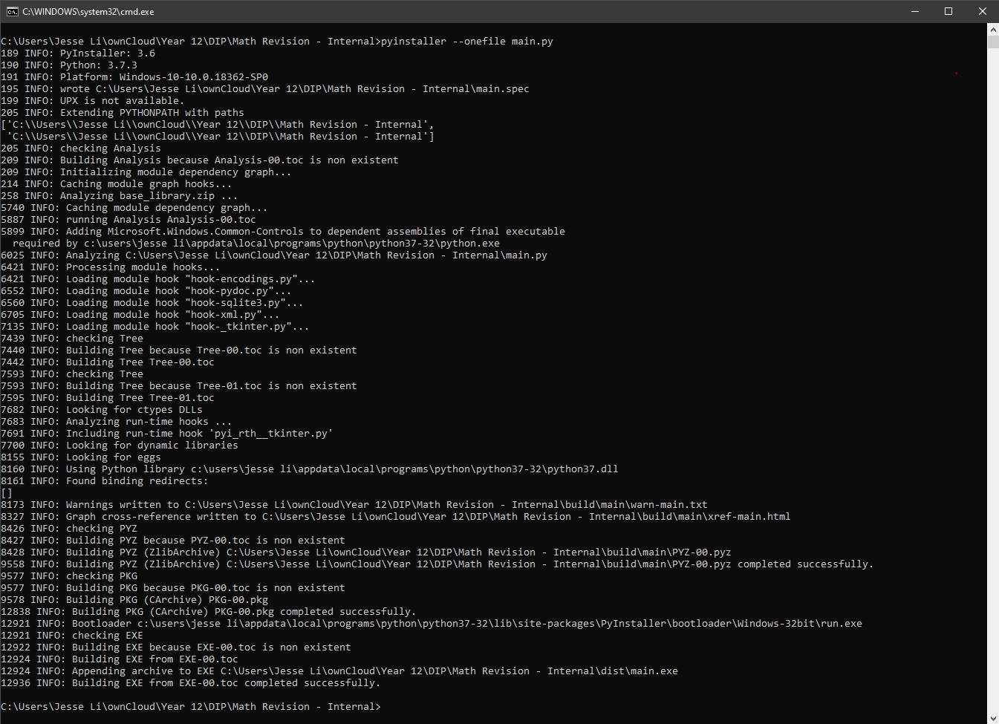 C:\WINDOWS\system32\cmd.exe
C:\Users\Jesse Li\ownCloud\Year 12\DIP\Math Revision - Internal>pyinstaller --onefile main.py
189 INFO: PyInstaller: 3.6
190 INFO: Python: 3.7.3
191 INFO: Platform: Windows-10-10.0.18362-SP0
195 INFO: wrote C:\Users\Jesse Li\ownCloud\Year 12\DIP\Math Revision - Internal\main.spec
199 INFO: UPX is not available.
205 INFO: Extending PYTHONPATH with paths
['C:\\Users\\Jesse Li\\ownCloud\\Year 12\\DIP\\Math Revision - Internal',
 'C:\\Users\\Jesse Li\\ownCloud\\Year 12\\DIP\\Math Revision - Internal']
205 INFO: checking Analysis
209 INFO: Building Analysis because Analysis-00.toc is non existent
209 INFO: Initializing module dependency graph...
214 INFO: Caching module graph hooks...
258 INFO: Analyzing base_library.zip ...
5740 INFO: Caching module dependency graph...
5887 INFO: running Analysis Analysis-00.toc
5899 INFO: Adding Microsoft.Windows.Common-Controls to dependent assemblies of final executable
  required by c:\users\jesse li\appdata\local\programs\python\python37-32\python.exe
6025 INFO: Analyzing C:\Users\Jesse Li\ownCloud\Year 12\DIP\Math Revision - Internal\main.py
6421 INFO: Processing module hooks...
6421 INFO: Loading module hook "hook-encodings.py"...
6552 INFO: Loading module hook "hook-pydoc.py"...
6560 INFO: Loading module hook "hook-sqlite3.py"...
6705 INFO: Loading module hook "hook-xml.py"...
7135 INFO: Loading module hook "hook-_tkinter.py"...
7439 INFO: checking Tree
7440 INFO: Building Tree because Tree-00.toc is non existent
7442 INFO: Building Tree Tree-00.toc
7593 INFO: checking Tree
7593 INFO: Building Tree because Tree-01.toc is non existent
7595 INFO: Building Tree Tree-01.toc
7682 INFO: Looking for ctypes DLLs
7683 INFO: Analyzing run-time hooks ...
7691 INFO: Including run-time hook 'pyi_rth__tkinter.py'
7700 INFO: Looking for dynamic libraries
8155 INFO: Looking for eggs
8160 INFO: Using Python library c:\users\jesse li\appdata\local\programs\python\python37-32\python37.dll
8161 INFO: Found binding redirects:
[]
8173 INFO: Warnings written to C:\Users\Jesse Li\ownCloud\Year 12\DIP\Math Revision - Internal\build\main\warn-main.txt
8327 INFO: Graph cross-reference written to C:\Users\Jesse Li\ownCloud\Year 12\DIP\Math Revision - Internal\build\main\xref-main.html
8426 INFO: checking PYZ
8427 INFO: Building PYZ because PYZ-00.toc is non existent
8428 INFO: Building PYZ (ZlibArchive) C:\Users\Jesse Li\ownCloud\Year 12\DIP\Math Revision - Internal\build\main\PYZ-00.pyz
9558 INFO: Building PYZ (ZlibArchive) C:\Users\Jesse Li\ownCloud\Year 12\DIP\Math Revision - Internal\build\main\PYZ-00.pyz completed successfully.
9577 INFO: checking PKG
9577 INFO: Building PKG because PKG-00.toc is non existent
9578 INFO: Building PKG (CArchive) PKG-00.pkg
12838 INFO: Building PKG (CArchive) PKG-00.pkg completed successfully.
12921 INFO: Bootloader c:\users\jesse li\appdata\local\programs\python\python37-32\lib\site-packages\PyInstaller\bootloader\Windows-32bit\run.exe
12921 INFO: checking EXE
12922 INFO: Building EXE because EXE-00.toc is non existent
12924 INFO: Building EXE from EXE-00.toc
12924 INFO: Appending archive to EXE C:\Users\Jesse Li\ownCloud\Year 12\DIP\Math Revision - Internal\dist\main.exe
12936 INFO: Building EXE from EXE-00.toc completed successfully.
C:\Users\Jesse Li\ownCloud\Year 12\DIP\Math Revision - Internal>